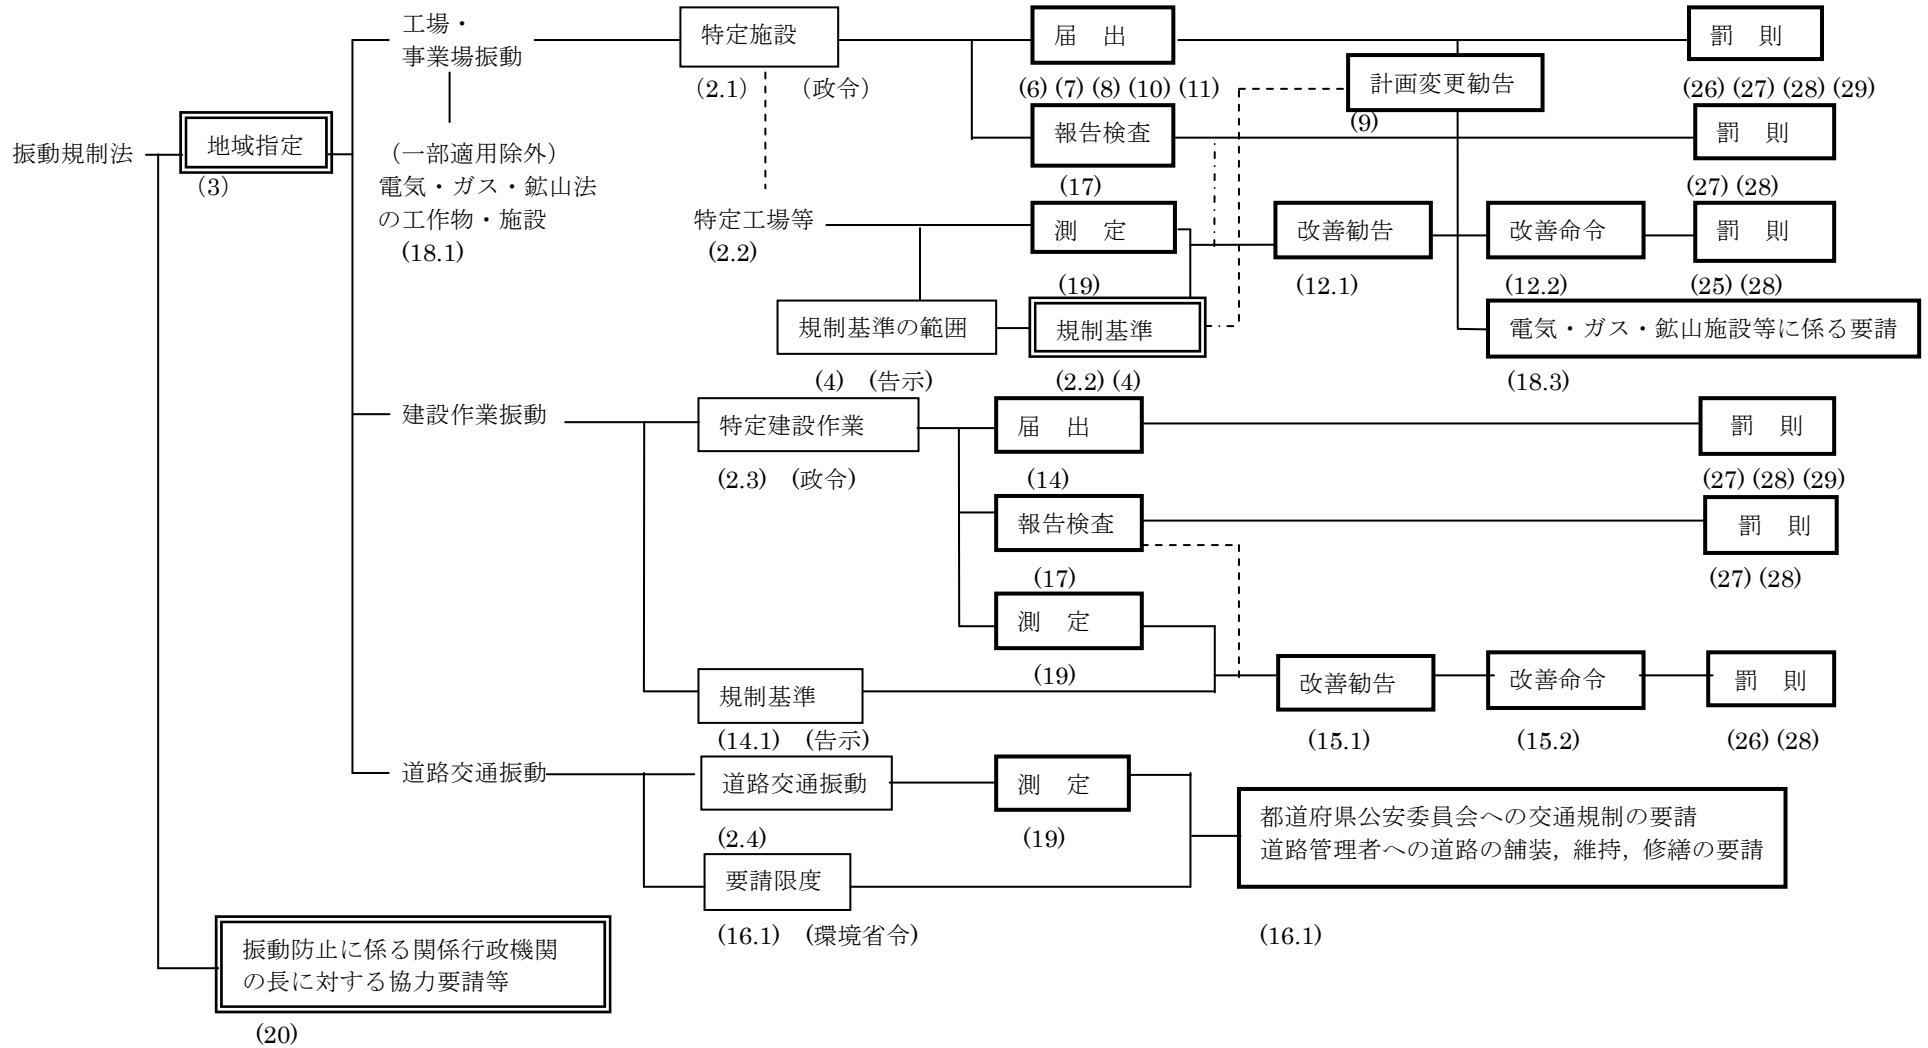 振動規制法
地域指定
(3)
工場・
事業場振動
(一部適用除外)
電気・ガス・鉱山法
の工作物・施設
(18.1)
特定施設
(2.1) (政令)
特定工場等
(2.2)
届 出
(6) (7) (8) (10) (11)
計画変更勧告
(9)
罰 則
(26) (27) (28) (29)
報告検査
(17)
罰 則
(27) (28)
測 定
(19)
改善勧告
(12.1)
改善命令
(12.2)
罰 則
(25) (28)
規制基準の範囲
(4) (告示)
規制基準
(2.2) (4)
電気・ガス・鉱山施設等に係る要請
(18.3)
建設作業振動
特定建設作業
(2.3) (政令)
届 出
(14)
罰 則
(27) (28) (29)
報告検査
(17)
罰 則
(27) (28)
測 定
(19)
規制基準
(14.1) (告示)
改善勧告
(15.1)
改善命令
(15.2)
罰 則
(26) (28)
道路交通振動
道路交通振動
(2.4)
測 定
(19)
要請限度
(16.1) (環境省令)
都道府県公安委員会への交通規制の要請
道路管理者への道路の舗装, 維持, 修繕の要請
(16.1)
振動防止に係る関係行政機関
の長に対する協力要請等
(20)